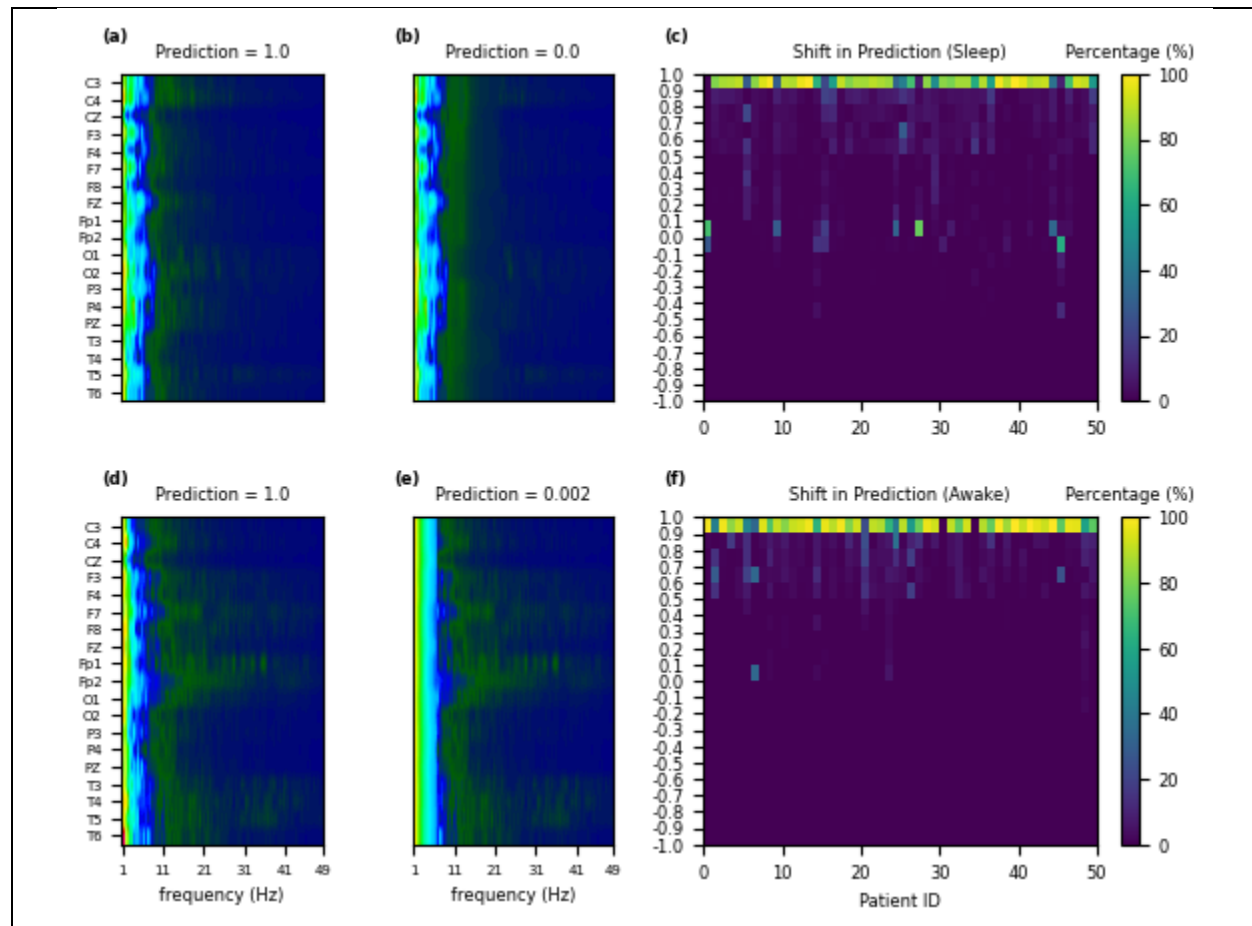 (a) (b) (c)
Prediction = 1.0 Prediction = 0.0 Shift in Prediction (Sleep) Percentage (%)
C3
C4
CZ
F3
F4
F7
F8
FZ
Fp1
Fp2
O1
O2
P3
P4
PZ
T3
T4
T5
T6
1.0
0.9
0.8
0.7
0.6
0.5
0.4
0.3
0.2
0.1
0.0
-0.1
-0.2
-0.3
-0.4
-0.5
-0.6
-0.7
-0.8
-0.9
-1.0
0 10 20 30 40 50
100
80
60
40
20
0
(d) (e) (f)
Prediction = 1.0 Prediction = 0.002 Shift in Prediction (Awake) Percentage (%)
C3
C4
CZ
F3
F4
F7
F8
FZ
Fp1
Fp2
O1
O2
P3
P4
PZ
T3
T4
T5
T6
1 11 21 31 41 49
frequency (Hz)
1 11 21 31 41 49
frequency (Hz)
1.0
0.9
0.8
0.7
0.6
0.5
0.4
0.3
0.2
0.1
0.0
-0.1
-0.2
-0.3
-0.4
-0.5
-0.6
-0.7
-0.8
-0.9
-1.0
0 10 20 30 40 50
Patient ID
100
80
60
40
20
0